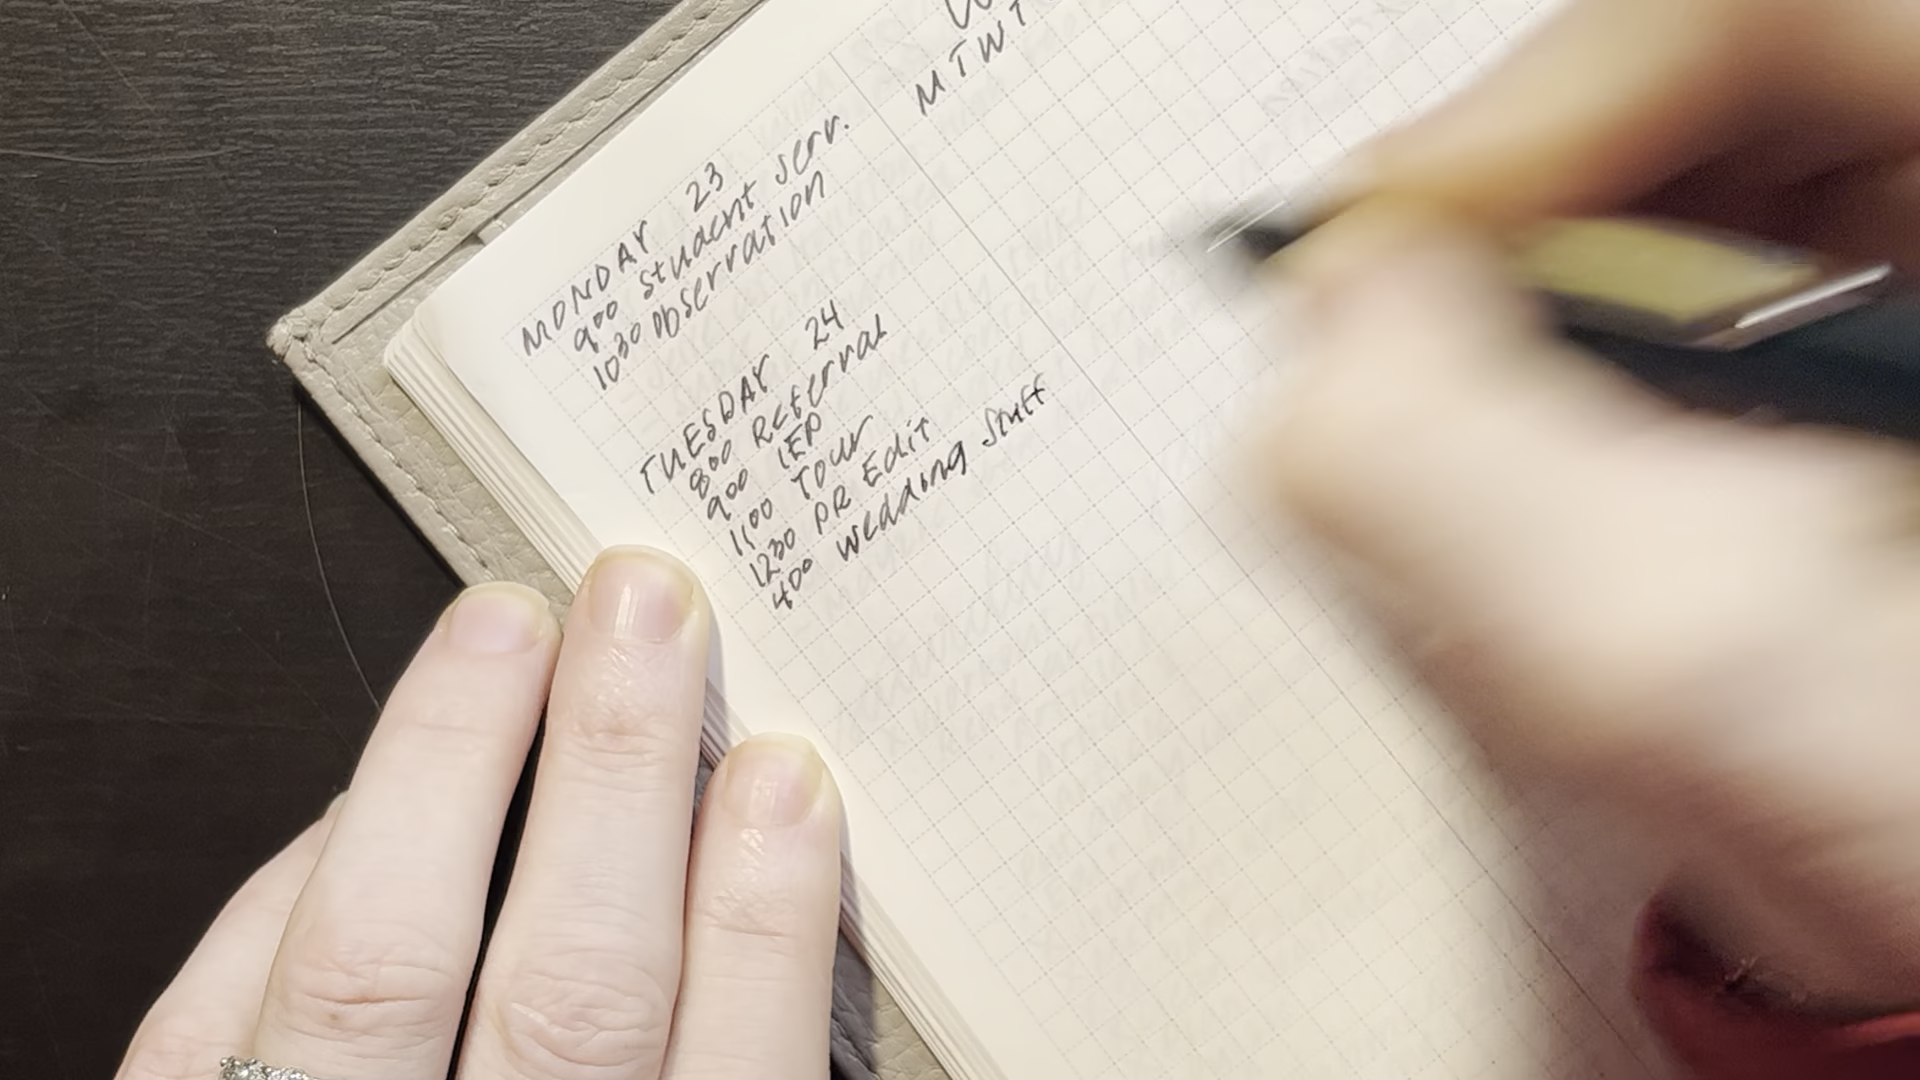 MONDAY 23
900 Student serv.
1030 Observation
TUESDAY 24
800 Referral
900 IEP
1100 Tour
1230 PR Edit
400 Wedding Stuff
M T W T